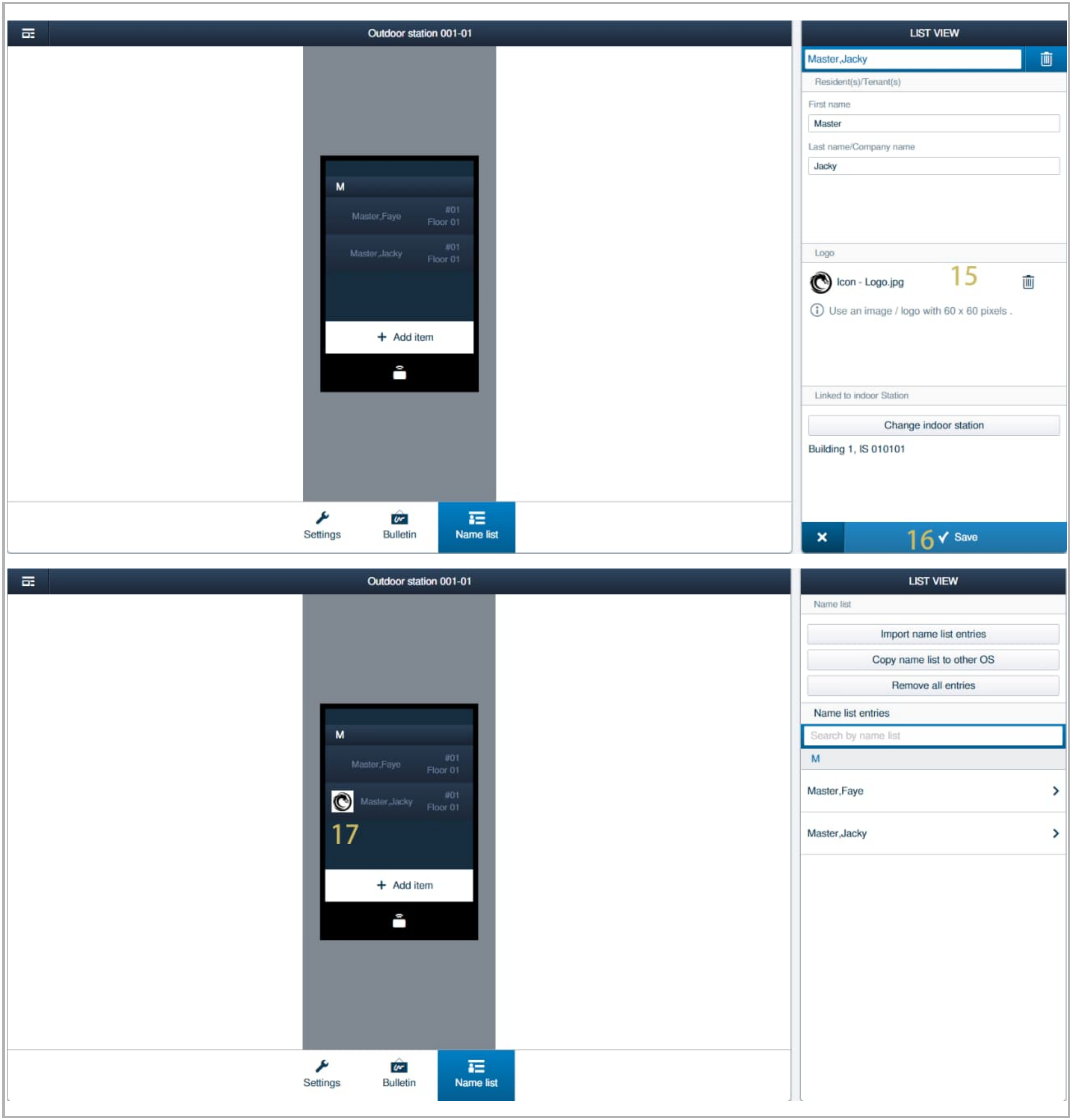 Outdoor station 001-01
LIST VIEW
Master,Jacky
Resident(s)/Tenant(s)
First name
Master
Last name/Company name
Jacky
M
Master,Faye #01
Floor 01
Master,Jacky #01
Floor 01
+ Add item
Logo
Icon - Logo.jpg 15
Use an image / logo with 60 x 60 pixels .
Linked to indoor Station
Change indoor station
Building 1, IS 010101
Settings Bulletin Name list
16 Save
Outdoor station 001-01
LIST VIEW
Name list
Import name list entries
Copy name list to other OS
Remove all entries
Name list entries
Search by name list
M
Master,Faye
Master,Jacky
M
Master,Faye #01
Floor 01
Master,Jacky #01
Floor 01
17
+ Add item
Settings Bulletin Name list